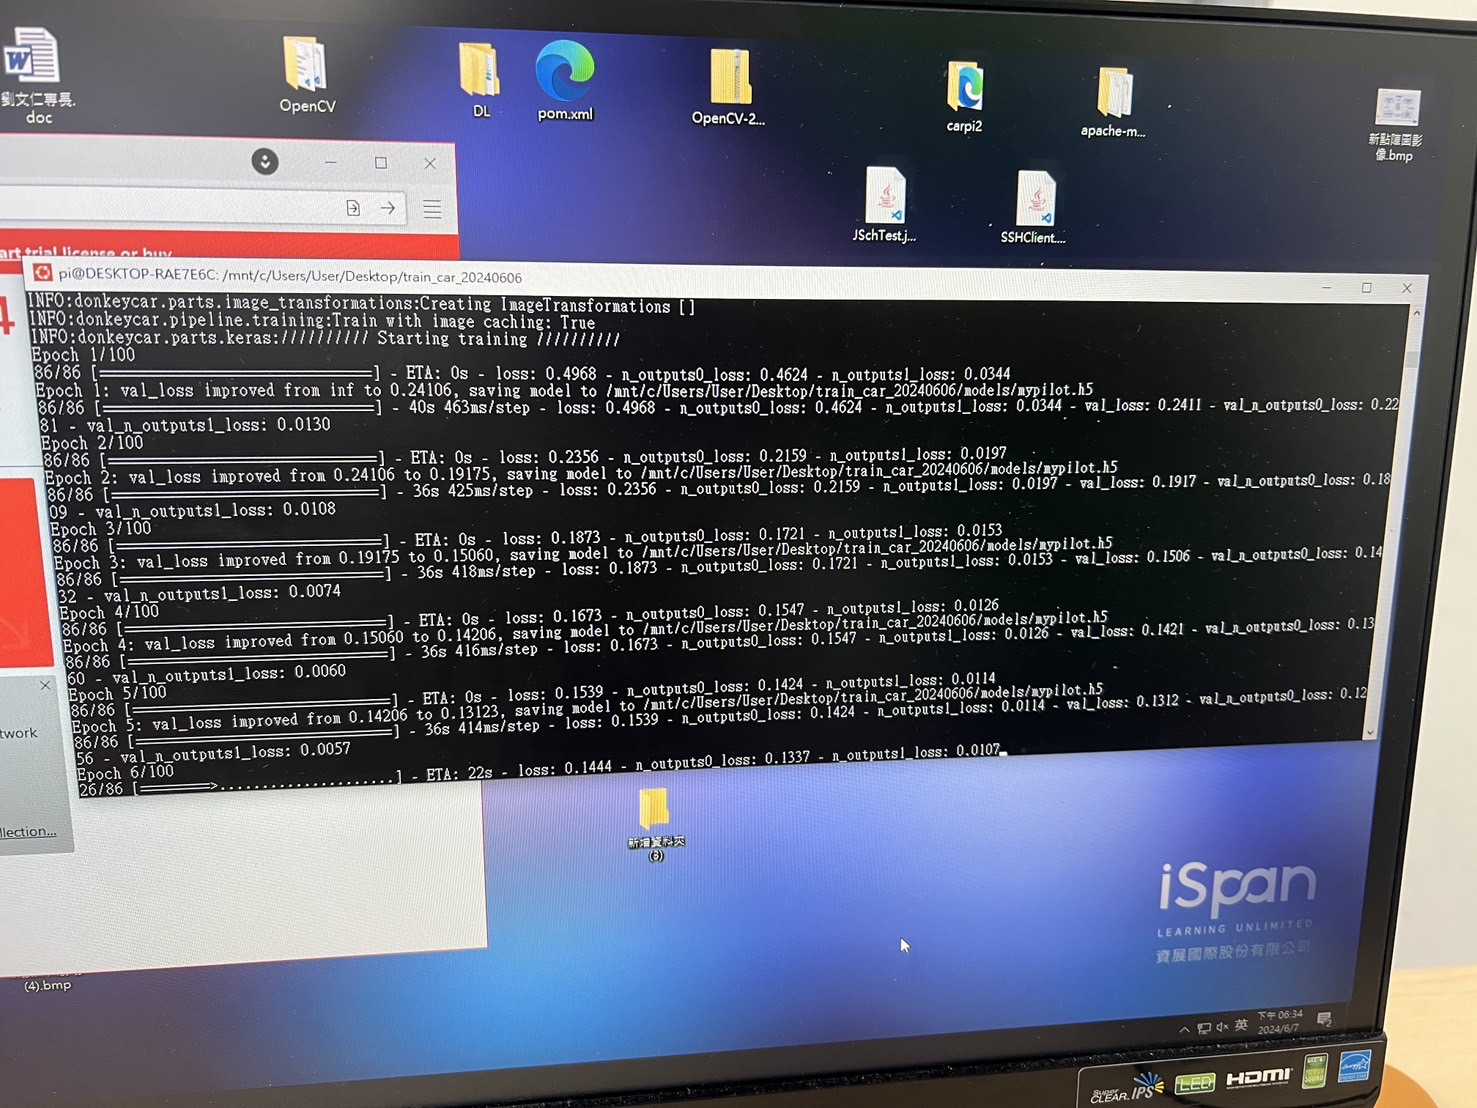 劉文仁專長.
doc
OpenCV
DL
pom.xml
OpenCV-2...
carpi2
apache-m...
新點陣圖影
像.bmp
JSchTest.j...
SSHClient....
art trial license or buy
4
pi@DESKTOP-RAE7E6C: /mnt/c/Users/User/Desktop/train_car_20240606
INFO:donkeycar.parts.image_transformations:Creating ImageTransformations []
INFO:donkeycar.pipeline.training:Train with image caching: True
INFO:donkeycar.parts.keras:////////// Starting training //////////
Epoch 1/100
86/86 [==============================] - ETA: 0s - loss: 0.4968 - n_outputs0_loss: 0.4624 - n_outputs1_loss: 0.0344
Epoch 1: val_loss improved from inf to 0.24106, saving model to /mnt/c/Users/User/Desktop/train_car_20240606/models/mypilot.h5
86/86 [==============================] - 40s 463ms/step - loss: 0.4968 - n_outputs0_loss: 0.4624 - n_outputs1_loss: 0.0344 - val_loss: 0.2411 - val_n_outputs0_loss: 0.22
81 - val_n_outputs1_loss: 0.0130
Epoch 2/100
86/86 [==============================] - ETA: 0s - loss: 0.2356 - n_outputs0_loss: 0.2159 - n_outputs1_loss: 0.0197
Epoch 2: val_loss improved from 0.24106 to 0.19175, saving model to /mnt/c/Users/User/Desktop/train_car_20240606/models/mypilot.h5
86/86 [==============================] - 36s 425ms/step - loss: 0.2356 - n_outputs0_loss: 0.2159 - n_outputs1_loss: 0.0197 - val_loss: 0.1917 - val_n_outputs0_loss: 0.18
09 - val_n_outputs1_loss: 0.0108
Epoch 3/100
86/86 [==============================] - ETA: 0s - loss: 0.1873 - n_outputs0_loss: 0.1721 - n_outputs1_loss: 0.0153
Epoch 3: val_loss improved from 0.19175 to 0.15060, saving model to /mnt/c/Users/User/Desktop/train_car_20240606/models/mypilot.h5
86/86 [==============================] - 36s 418ms/step - loss: 0.1873 - n_outputs0_loss: 0.1721 - n_outputs1_loss: 0.0153 - val_loss: 0.1506 - val_n_outputs0_loss: 0.14
32 - val_n_outputs1_loss: 0.0074
Epoch 4/100
86/86 [==============================] - ETA: 0s - loss: 0.1673 - n_outputs0_loss: 0.1547 - n_outputs1_loss: 0.0126
Epoch 4: val_loss improved from 0.15060 to 0.14206, saving model to /mnt/c/Users/User/Desktop/train_car_20240606/models/mypilot.h5
86/86 [==============================] - 36s 416ms/step - loss: 0.1673 - n_outputs0_loss: 0.1547 - n_outputs1_loss: 0.0126 - val_loss: 0.1421 - val_n_outputs0_loss: 0.13
60 - val_n_outputs1_loss: 0.0060
Epoch 5/100
86/86 [==============================] - ETA: 0s - loss: 0.1539 - n_outputs0_loss: 0.1424 - n_outputs1_loss: 0.0114
Epoch 5: val_loss improved from 0.14206 to 0.13123, saving model to /mnt/c/Users/User/Desktop/train_car_20240606/models/mypilot.h5
86/86 [==============================] - 36s 414ms/step - loss: 0.1539 - n_outputs0_loss: 0.1424 - n_outputs1_loss: 0.0114 - val_loss: 0.1312 - val_n_outputs0_loss: 0.12
56 - val_n_outputs1_loss: 0.0057
Epoch 6/100
26/86 [========>.....................] - ETA: 22s - loss: 0.1444 - n_outputs0_loss: 0.1337 - n_outputs1_loss: 0.0107
twork
llection...
新增資料夾
(3)
(4).bmp
iSpan
LEARNING UNLIMITED
資展國際股份有限公司
英
下午 06:34
2024/6/7
2
Super
CLEAR. IPS
LED
HDMI